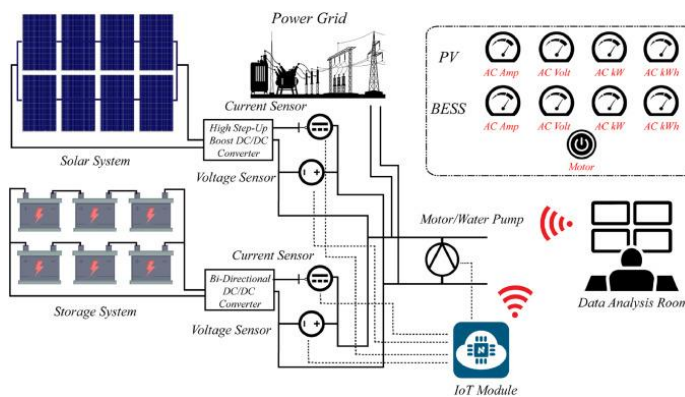 Power Grid
PV
AC Amp
AC Volt
AC kW
AC kWh
BESS
AC Amp
AC Volt
AC kW
AC kWh
Motor
Current Sensor
High Step-Up
Boost DC/DC
Converter
Solar System
Voltage Sensor
Motor/Water Pump
Current Sensor
Bi-Directional
DC/DC
Converter
Storage System
Voltage Sensor
Data Analysis Room
IoT Module